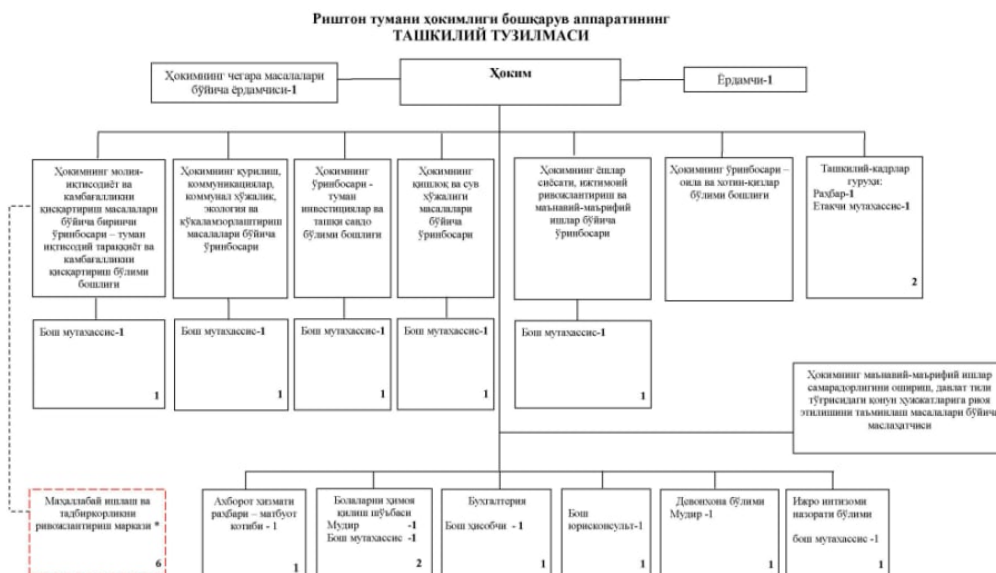 Риштон тумани ҳокимлиги бошқарув аппаратининг
ТАШКИЛИЙ ТУЗИЛМАСИ
Ҳокимнинг чегара масалалари
бўйича ёрдамчиси-1
Ҳоким
Ёрдамчи-1
Ҳокимнинг молия-
иқтисодиёт ва
камбағалликни
қисқартириш масалалари
бўйича биринчи
ўринбосари – туман
иқтисодий тараққиёт ва
камбағалликни
қисқартириш бўлими
бошлиғи
Ҳокимнинг қурилиш,
коммуникациялар,
коммунал хўжалик,
экология ва
кўкаламзорлаштириш
масалалари бўйича
ўринбосари
Ҳокимнинг
ўринбосари -
туман
инвестициялар ва
ташқи савдо
бўлими бошлиғи
Ҳокимнинг
қишлоқ ва сув
хўжалиги
масалалари
бўйича
ўринбосари
Ҳокимнинг ёшлар
сиёсати, ижтимоий
ривожлантириш ва
маънавий-маърифий
ишлар бўйича
ўринбосари
Ҳокимнинг ўринбосари –
оила ва хотин-қизлар
бўлими бошлиғи
Ташкилий-кадрлар
гуруҳи:
Раҳбар-1
Етакчи мутахассис-1
2
Бош мутахассис-1
1
Бош мутахассис-1
1
Бош мутахассис-1
1
Бош мутахассис-1
1
Бош мутахассис-1
1
Ҳокимнинг маънавий-маърифий ишлар
самарадорлигини ошириш, давлат тили
тўғрисидаги қонун ҳужжатларига риоя
этилишини таъминлаш масалалари бўйича
маслаҳатчиси
Маҳаллабай ишлаш ва
тадбиркорликни
ривожлантириш маркази *
6
Ахборот хизмати
раҳбари – матбуот
котиби - 1
1
Болаларни ҳимоя
қилиш шўъбаси
Мудир -1
Бош мутахассис -1
2
Бухгалтерия
Бош ҳисобчи - 1
1
Бош
юрисконсульт-1
1
Девонхона бўлими
Мудир -1
1
Ижро интизоми
назорати бўлими
бош мутахассис -1
1